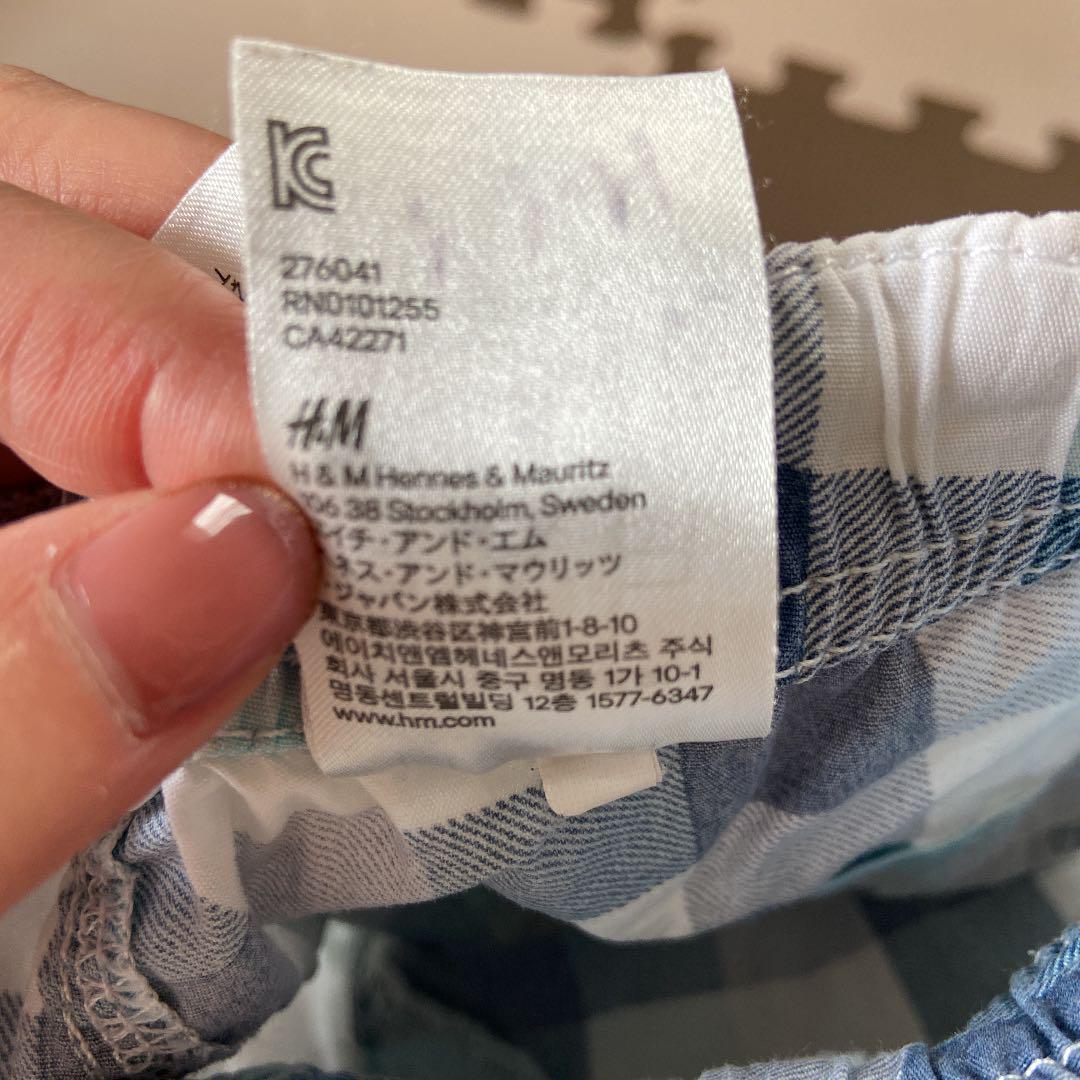 KC
276041
RN0101255
CA42271
H&M
H & M Hennes & Mauritz
38 Stockholm, Sweden
イチ・アンド・エム
ネス・アンド・マウリッツ
ジャパン株式会社
東京都渋谷区神宮前1-8-10
에이치앤엠헤네스앤모리츠 주식
회사 서울시 중구 명동 1가 10-1
명동센트럴빌딩 12층 1577-6347
www.hm.com